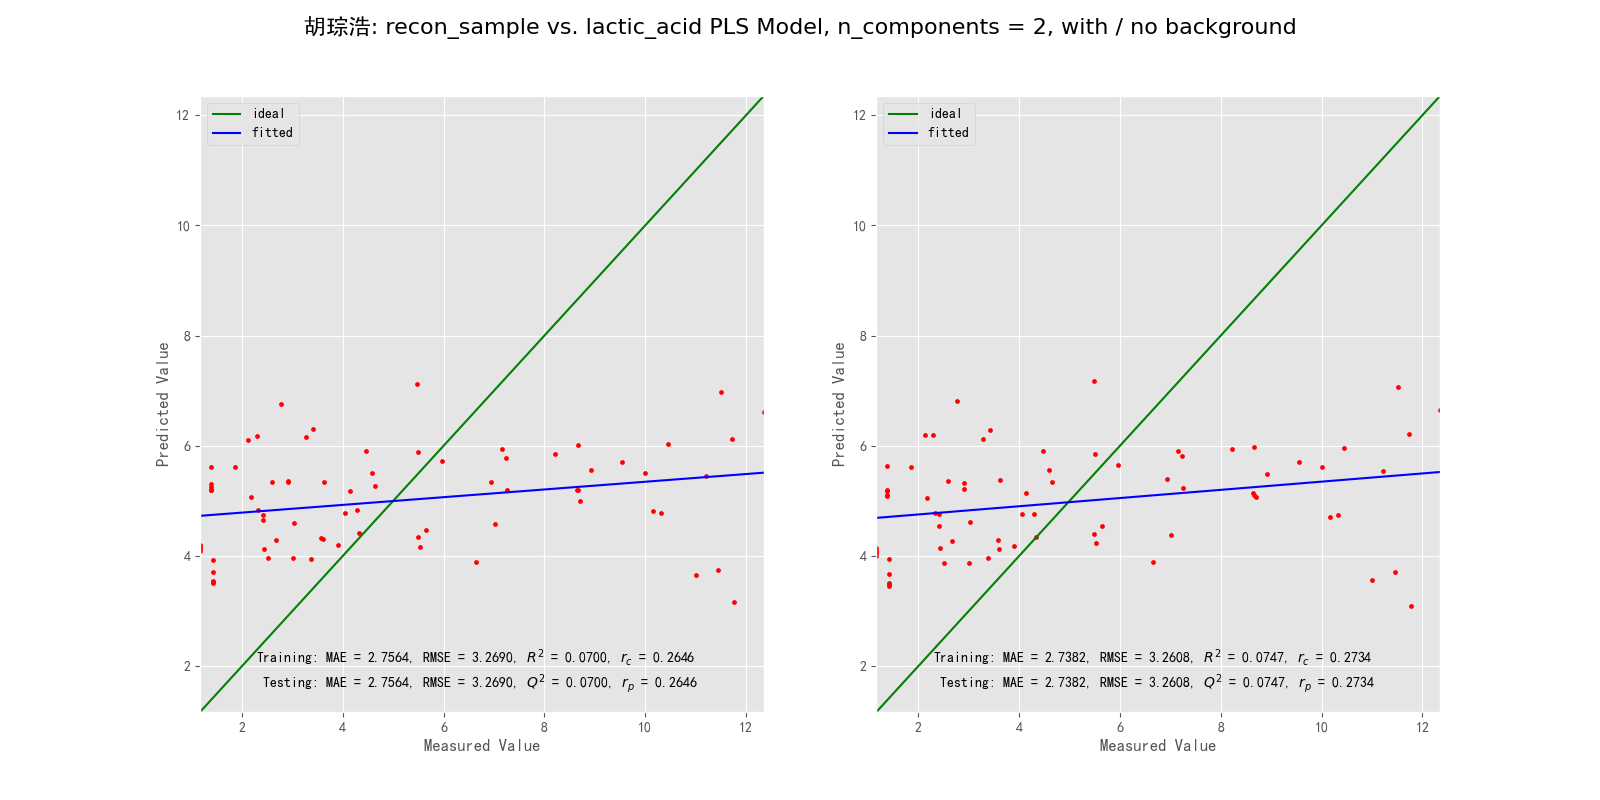 胡琮浩: recon_sample vs. lactic_acid PLS Model, n_components = 2, with / no background
ideal
fitted
12
10
8
6
4
2
Predicted Value
Training: MAE = 2.7564, RMSE = 3.2690, R² = 0.0700, r_c = 0.2646
Testing: MAE = 2.7564, RMSE = 3.2690, Q² = 0.0700, r_p = 0.2646
2 4 6 8 10 12
Measured Value
ideal
fitted
12
10
8
6
4
2
Predicted Value
Training: MAE = 2.7382, RMSE = 3.2608, R² = 0.0747, r_c = 0.2734
Testing: MAE = 2.7382, RMSE = 3.2608, Q² = 0.0747, r_p = 0.2734
2 4 6 8 10 12
Measured Value